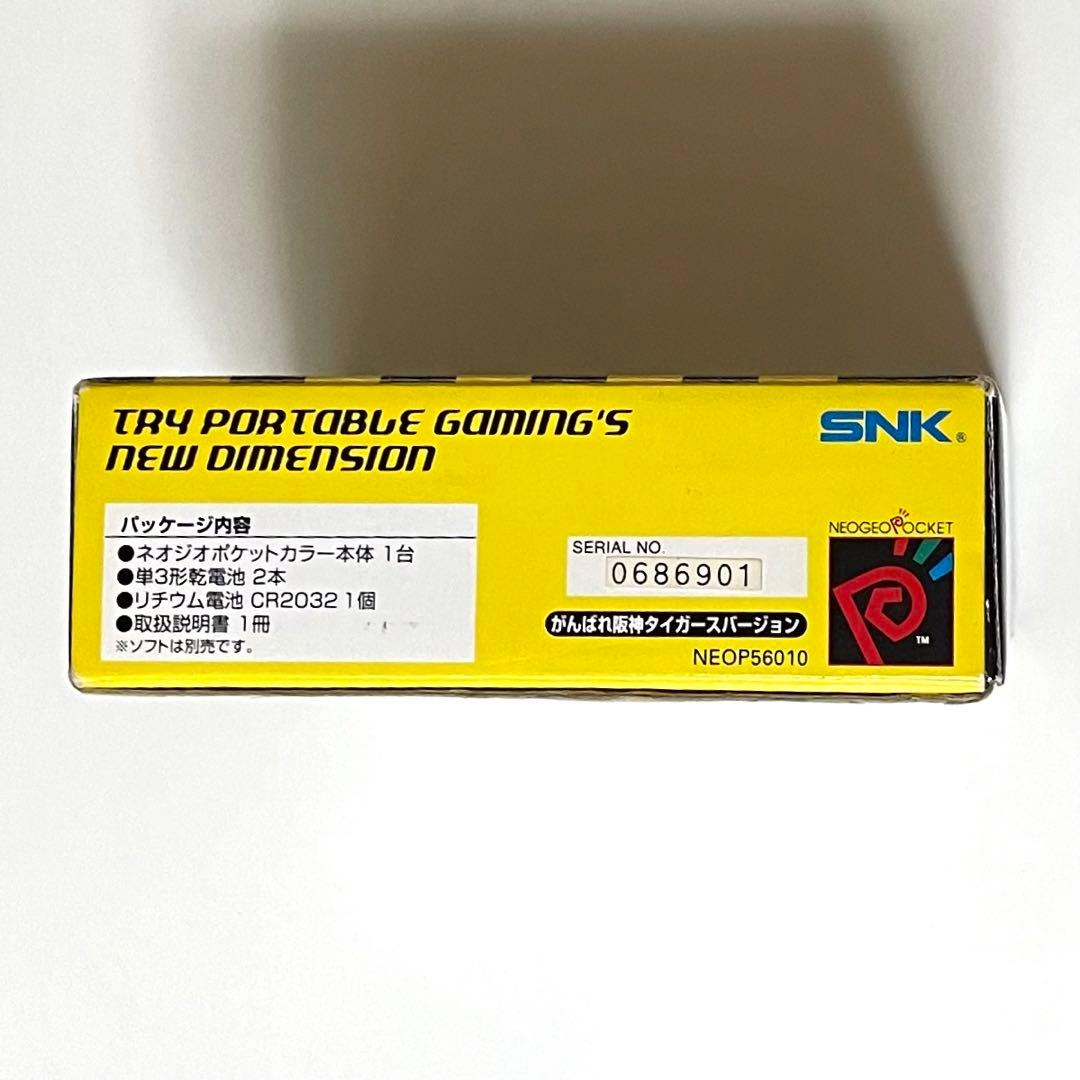 TRY PORTABLE GAMING'S
NEW DIMENSION
SNK®
パッケージ内容
●ネオジオポケットカラー本体 1台
●単3形乾電池 2本
●リチウム電池 CR2032 1個
●取扱説明書 1冊
※ソフトは別売です。
SERIAL NO.
0686901
がんばれ阪神タイガースバージョン
NEOP56010
NEOGEO POCKET
TM